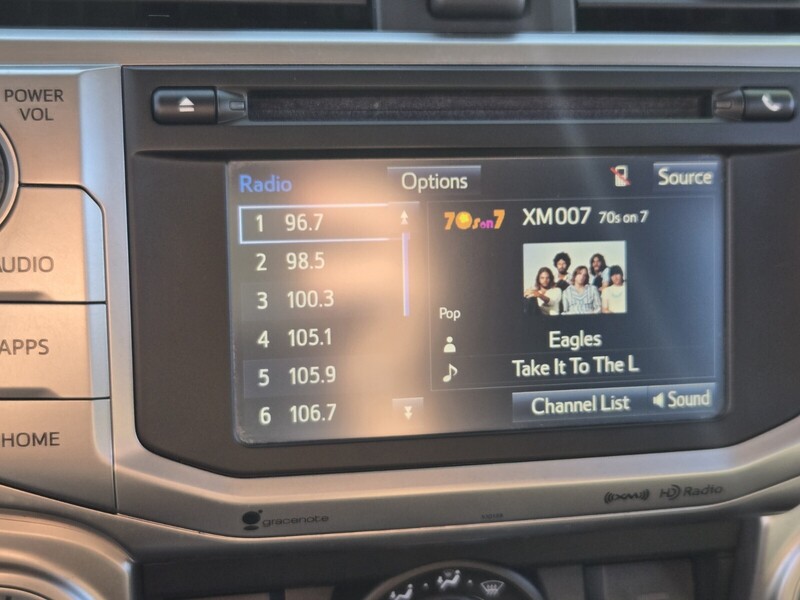 POWER
VOL
AUDIO
APPS
HOME
Radio
Options
Source
1 96.7
2 98.5
3 100.3
4 105.1
5 105.9
6 106.7
70s on 7
XM007 70s on 7
Pop
Eagles
Take It To The L
Channel List
Sound
gracenote
((XM))
HD Radio